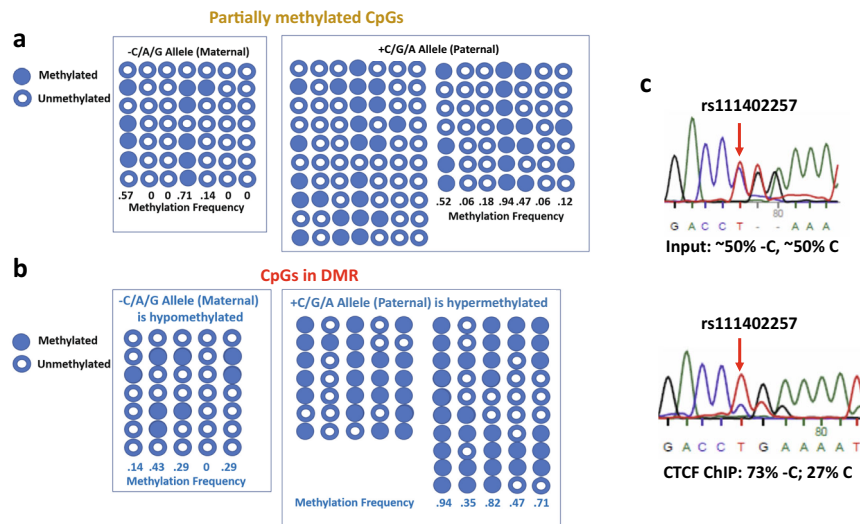 Partially methylated CpGs
a
-C/A/G Allele (Maternal)
+C/G/A Allele (Paternal)
Methylated
Unmethylated
.57 0 0 .71 .14 0 0
Methylation Frequency
.52 .06 .18 .94 .47 .06 .12
Methylation Frequency
b
CpGs in DMR
-C/A/G Allele (Maternal)
is hypomethylated
+C/G/A Allele (Paternal) is hypermethylated
Methylated
Unmethylated
.14 .43 .29 0 .29
Methylation Frequency
Methylation Frequency .94 .35 .82 .47 .71
c
rs111402257
80
G A C C T - - A A A
Input: ~50% -C, ~50% C
rs111402257
80
G A C C T G A A A A T
CTCF ChIP: 73% -C; 27% C